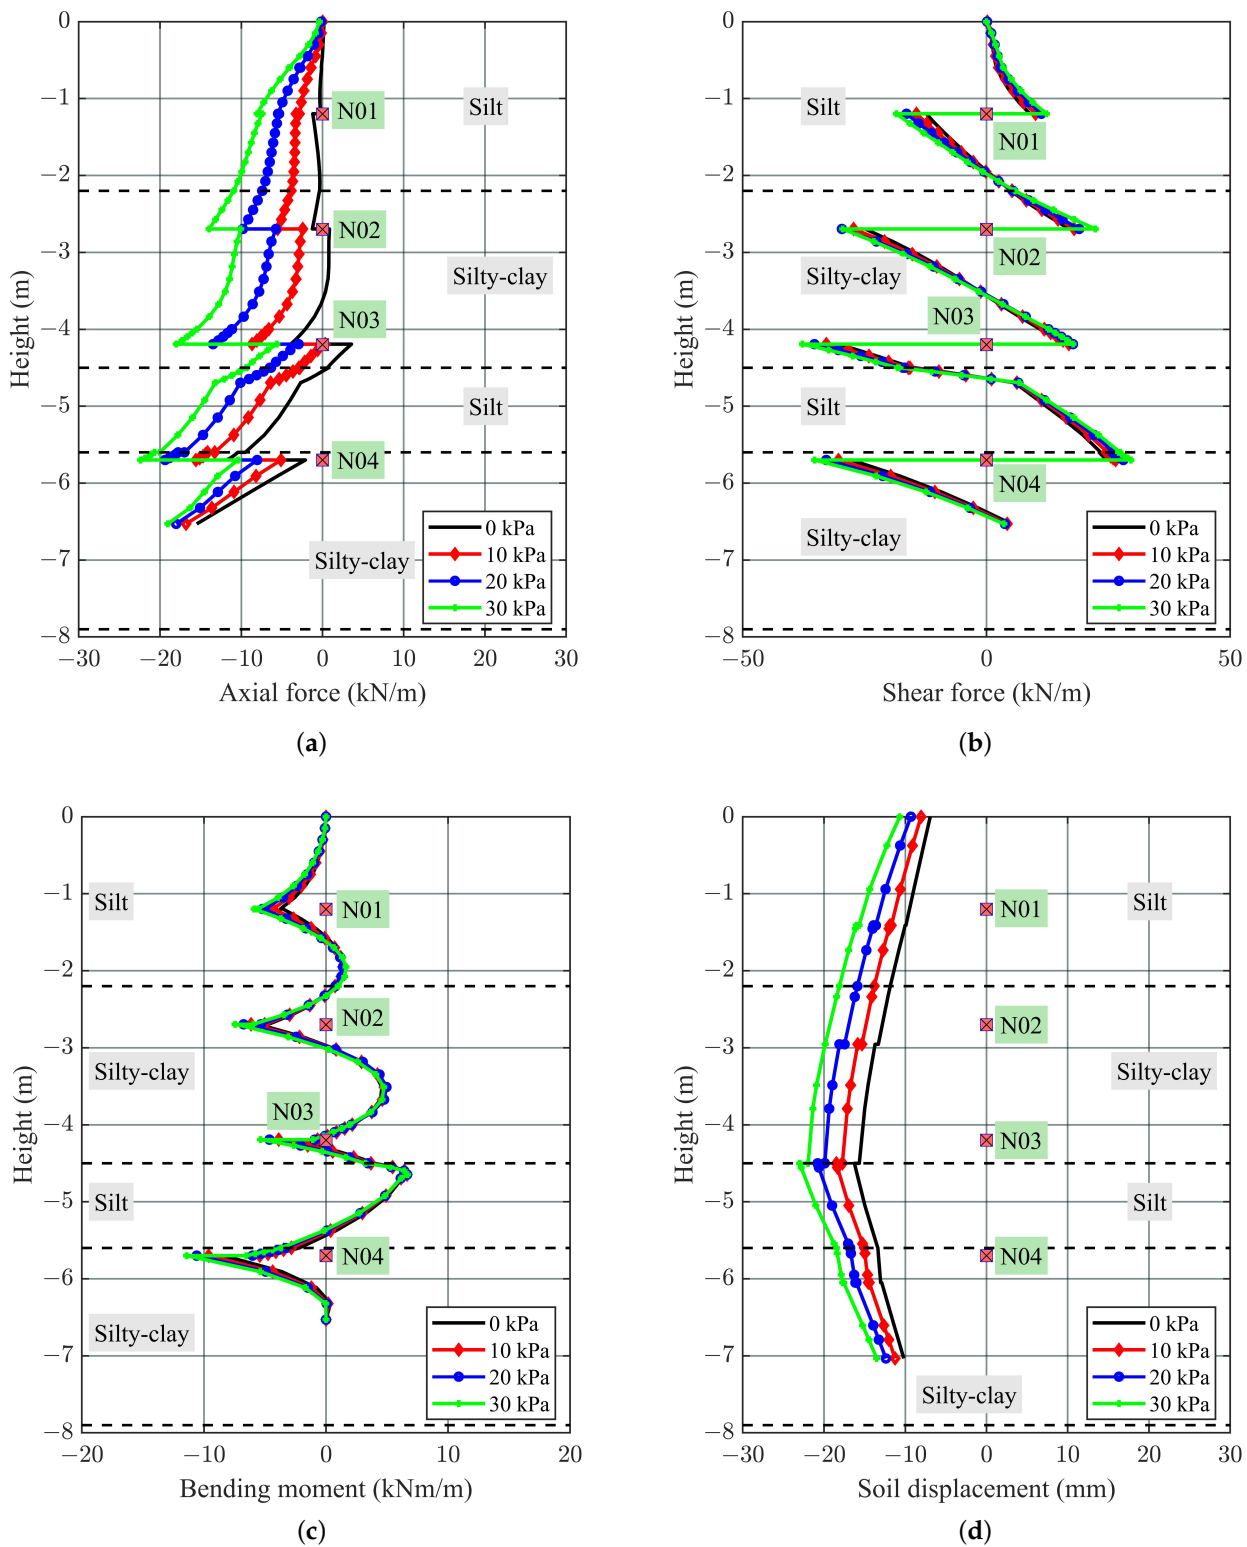 0
−1
−2
−3
−4
−5
−6
−7
−8
Height (m)
N01
Silt
N02
Silty-clay
N03
Silt
N04
Silty-clay
0 kPa
10 kPa
20 kPa
30 kPa
−30 −20 −10 0 10 20 30
Axial force (kN/m)
(a)
0
−1
−2
−3
−4
−5
−6
−7
−8
Height (m)
Silt
N01
N02
Silty-clay
N03
Silt
N04
Silty-clay
0 kPa
10 kPa
20 kPa
30 kPa
−50 0 50
Shear force (kN/m)
(b)
0
−1
−2
−3
−4
−5
−6
−7
−8
Height (m)
Silt
N01
N02
Silty-clay
N03
Silt
N04
Silty-clay
0 kPa
10 kPa
20 kPa
30 kPa
−20 −10 0 10 20
Bending moment (kNm/m)
(c)
0
−1
−2
−3
−4
−5
−6
−7
−8
Height (m)
N01
Silt
N02
Silty-clay
N03
Silt
N04
Silty-clay
0 kPa
10 kPa
20 kPa
30 kPa
−30 −20 −10 0 10 20 30
Soil displacement (mm)
(d)